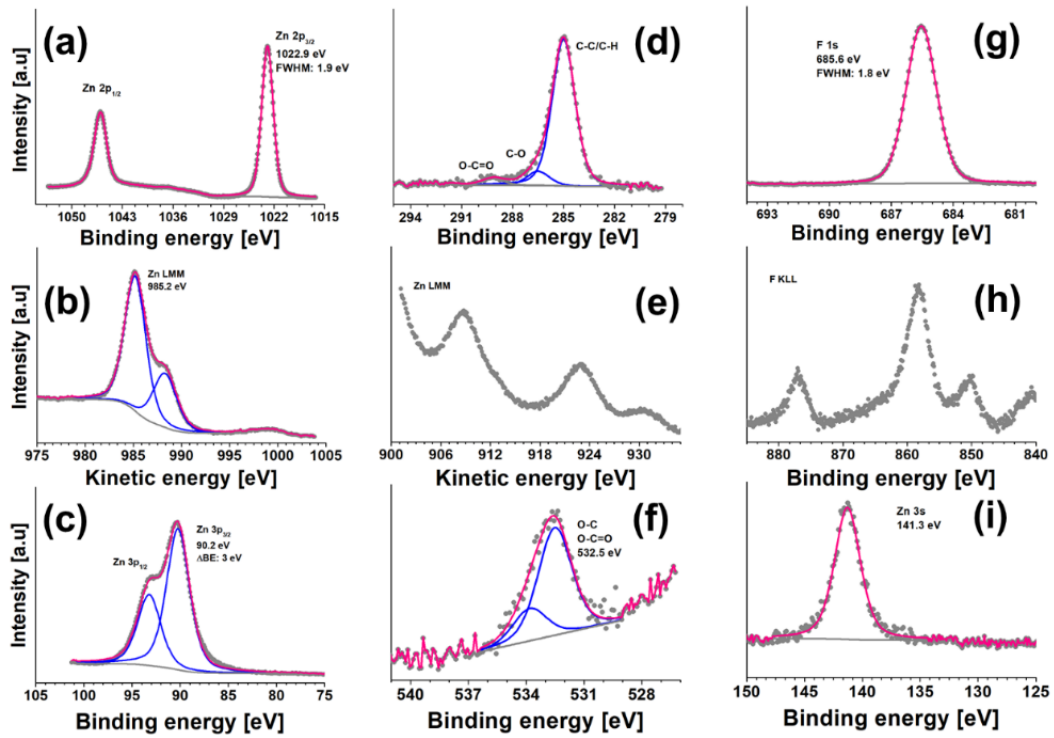 (a)
Zn 2p3/2
1022.9 eV
FWHM: 1.9 eV
Zn 2p1/2
Intensity [a.u]
1050 1043 1036 1029 1022 1015
Binding energy [eV]
(d)
C-C/C-H
C-O
O-C=O
294 291 288 285 282 279
Binding energy [eV]
(g)
F 1s
685.6 eV
FWHM: 1.8 eV
693 690 687 684 681
Binding energy [eV]
(b)
Zn LMM
985.2 eV
Intensity [a.u]
975 980 985 990 995 1000 1005
Kinetic energy [eV]
(e)
Zn LMM
900 906 912 918 924 930
Kinetic energy [eV]
(h)
F KLL
880 870 860 850 840
Binding energy [eV]
(c)
Zn 3p3/2
90.2 eV
ΔBE: 3 eV
Zn 3p1/2
Intensity [a.u]
105 100 95 90 85 80 75
Binding energy [eV]
(f)
O-C
O-C=O
532.5 eV
540 537 534 531 528
Binding energy [eV]
(i)
Zn 3s
141.3 eV
150 145 140 135 130 125
Binding energy [eV]